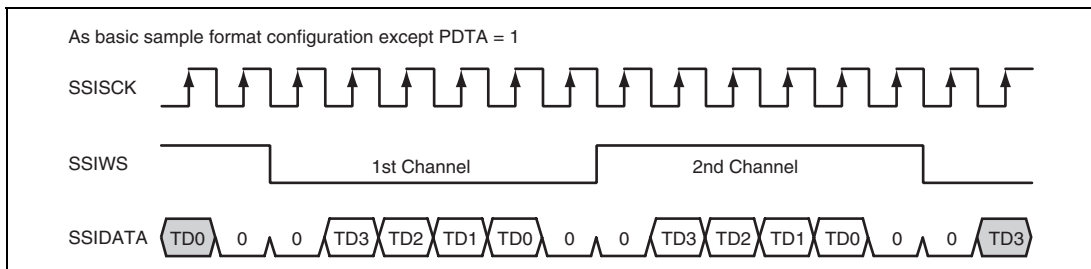 As basic sample format configuration except PDTA = 1
SSISCK
SSIWS 1st Channel 2nd Channel
SSIDATA TD0 0 0 TD3 TD2 TD1 TD0 0 0 TD3 TD2 TD1 TD0 0 0 TD3